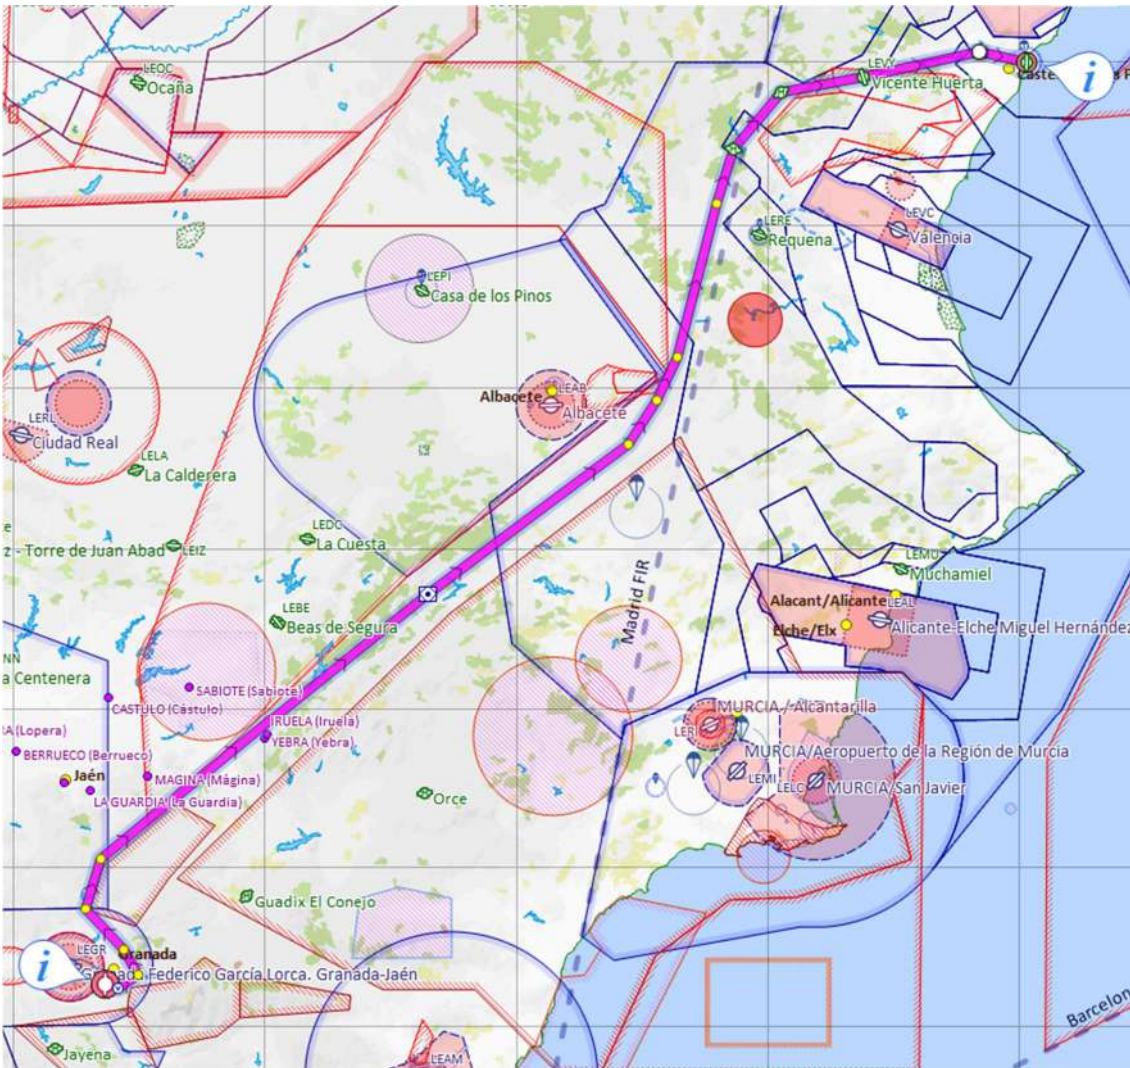 LEOC
Ocaña
LEVY
Vicente Huerta
Caste
i
LEVC
Valencia
LERE
Requena
LEPI
Casa de los Pinos
Albacete
LEAB
Albacete
LERL
Ciudad Real
LELA
La Calderera
LEDC
La Cuesta
z - Torre de Juan Abad
LEIZ
Madrid FIR
LEMU
Muchamiel
LEBE
Beas de Segura
Alacant/Alicante
LEAL
Elche/Elx
Alicante-Elche Miguel Hernández
NN
a Centenera
SABIOTE (Sabiote)
CASTULO (Cástulo)
IRUELA (Iruela)
YEBRA (Yebra)
RA (Lopera)
BERRUECO (Berrueco)
Jaén
MAGINA (Mágina)
LA GUARDIA (La Guardia)
MURCIA / Alcantarilla
LERI
MURCIA/Aeropuerto de la Región de Murcia
LEMI
LELC
MURCIA/San Javier
Orce
Guadix El Conejo
LEGR
Granada
i
Granada Federico García Lorca. Granada-Jaén
Barcelon
Jayena
LEAM